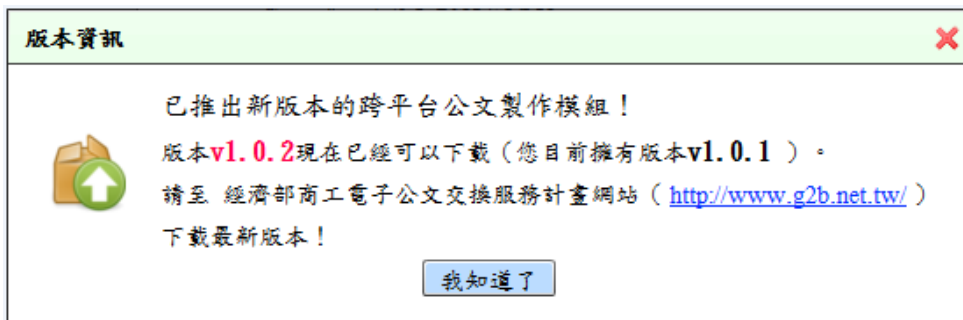 版本資訊
已推出新版本的跨平台公文製作模組！
版本v1.0.2現在已經可以下載（您目前擁有版本v1.0.1 ）。
請至 經濟部商工電子公文交換服務計畫網站（ http://www.g2b.net.tw/ ）
下載最新版本！
我知道了